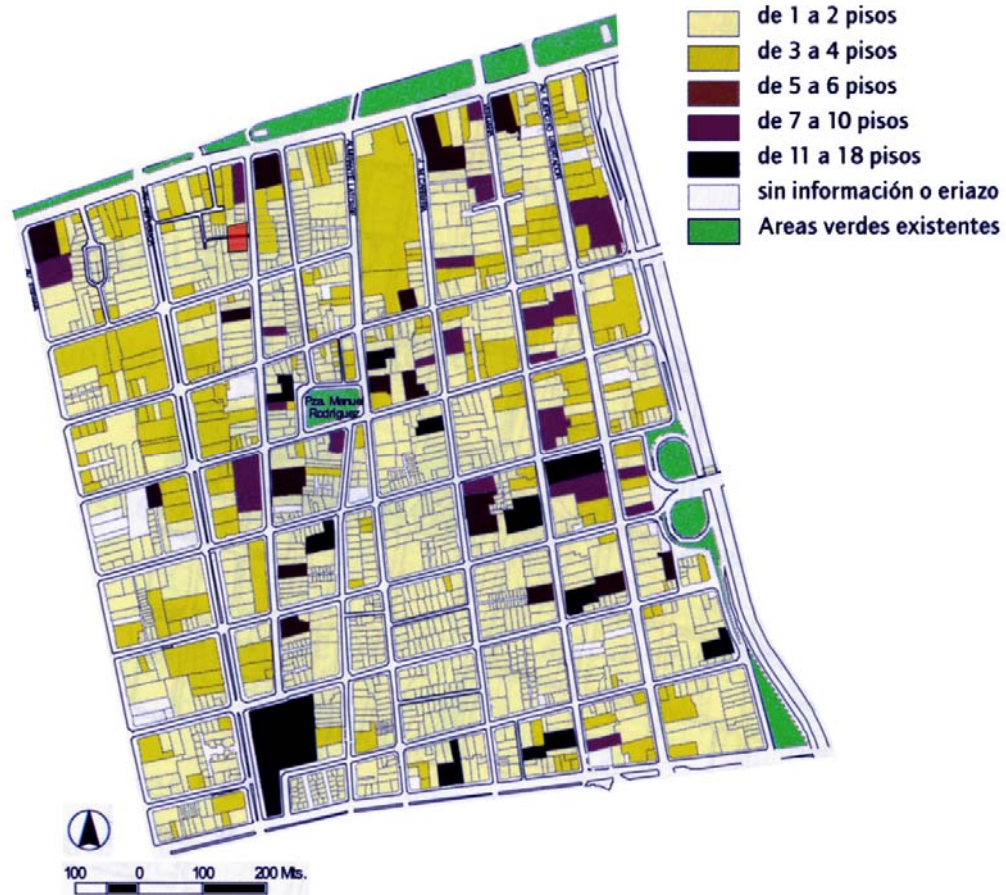 de 1 a 2 pisos
de 3 a 4 pisos
de 5 a 6 pisos
de 7 a 10 pisos
de 11 a 18 pisos
sin información o eriazo
Areas verdes existentes
Pza. Manuel
Rodríguez
100 0 100 200 Mts.